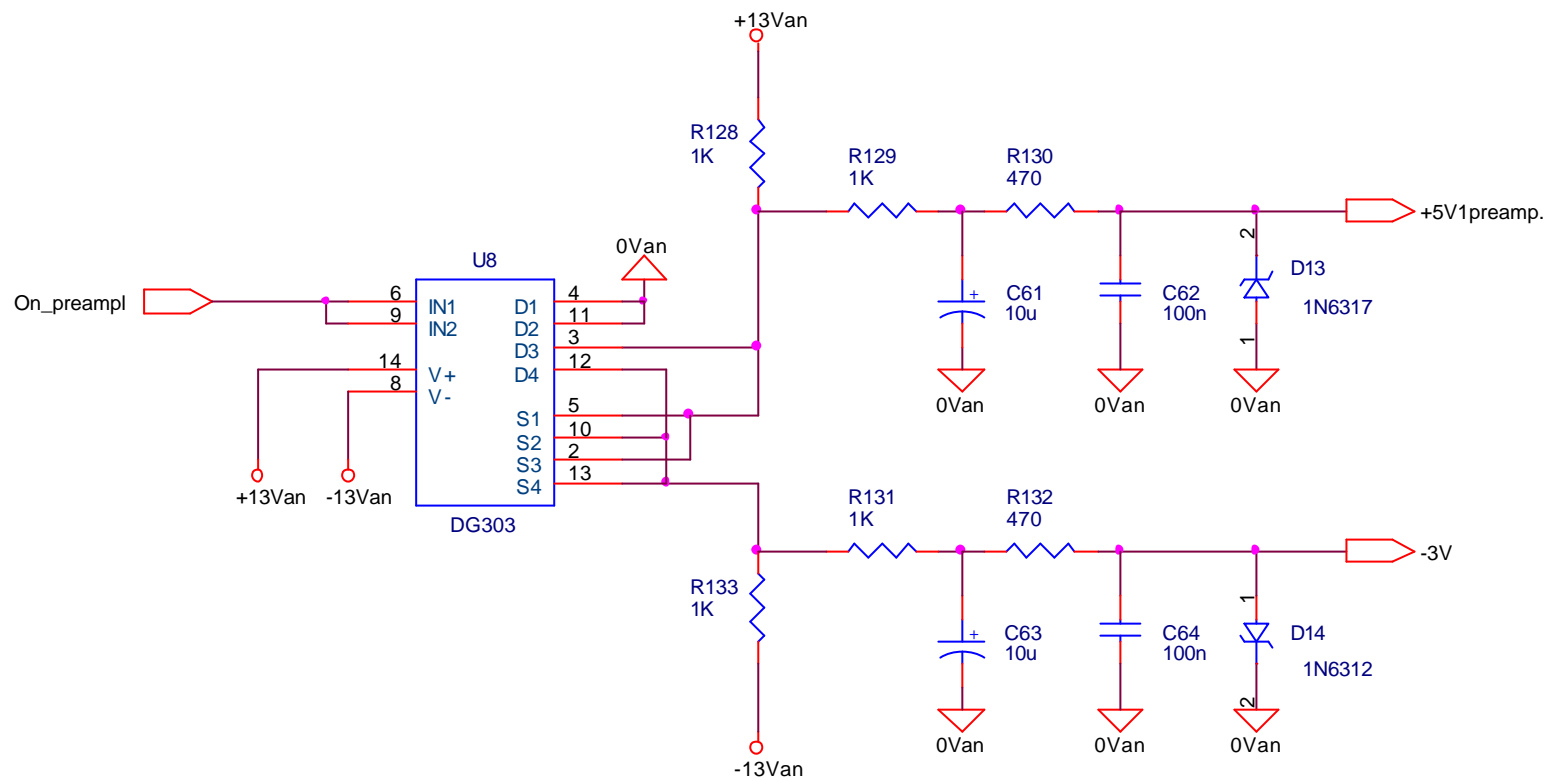 +13Van
R128
1K
R129
1K
R130
470
+5V1preamp.
2
D13
1N6317
1
C61
10u
+
C62
100n
0Van
0Van
0Van
0Van
U8
On_preampl
6
IN1
9
IN2
14
V+
8
V-
D1
4
D2
11
D3
3
D4
12
S1
5
S2
10
S3
2
S4
13
+13Van
-13Van
DG303
R131
1K
R132
470
-3V
R133
1K
1
D14
1N6312
2
C63
10u
+
C64
100n
0Van
0Van
0Van
-13Van